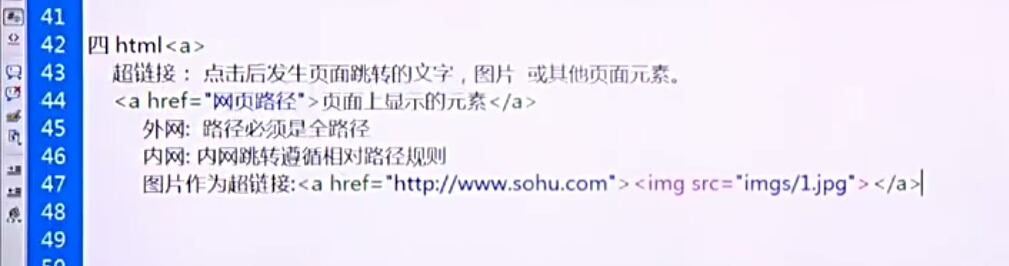 41
42 四 html<a>
43 超链接： 点击后发生页面跳转的文字，图片 或其他页面元素。
44 <a href="网页路径">页面上显示的元素</a>
45 外网: 路径必须是全路径
46 内网: 内网跳转遵循相对路径规则
47 图片作为超链接:<a href="http://www.sohu.com"><img src="imgs/1.jpg"></a>
48
49
50